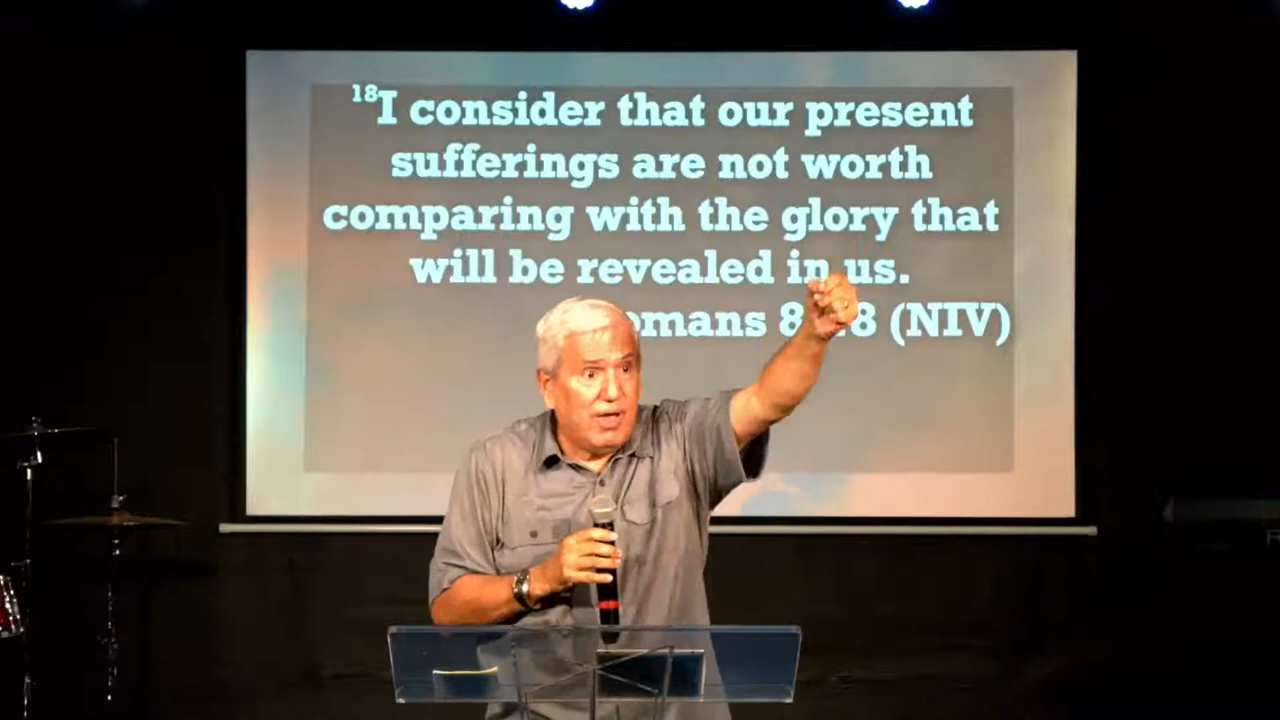 18I consider that our present
sufferings are not worth
comparing with the glory that
will be revealed in us.
(NIV)